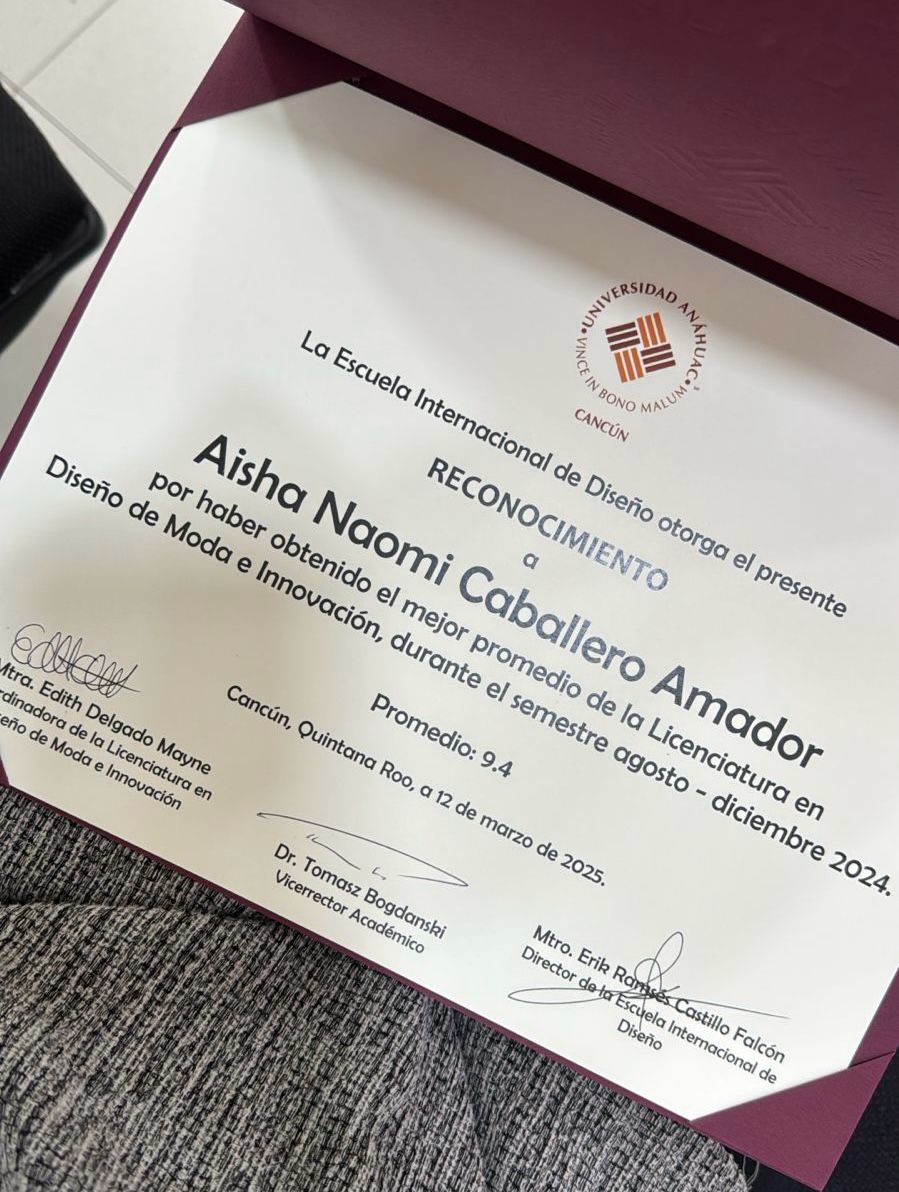 UNIVERSIDAD ANÁHUAC
VINCE IN BONO MALUM
CANCÚN
La Escuela Internacional de Diseño otorga el presente
RECONOCIMIENTO
a
Aisha Naomi Caballero Amador
por haber obtenido el mejor promedio de la Licenciatura en
Diseño de Moda e Innovación, durante el semestre agosto - diciembre 2024.
Promedio: 9.4
Cancún, Quintana Roo, a 12 de marzo de 2025.
Mtra. Edith Delgado Mayne
rdinadora de la Licenciatura en
eño de Moda e Innovación
Dr. Tomasz Bogdanski
Vicerrector Académico
Mtro. Erik Ramsés Castillo Falcón
Director de la Escuela Internacional de
Diseño